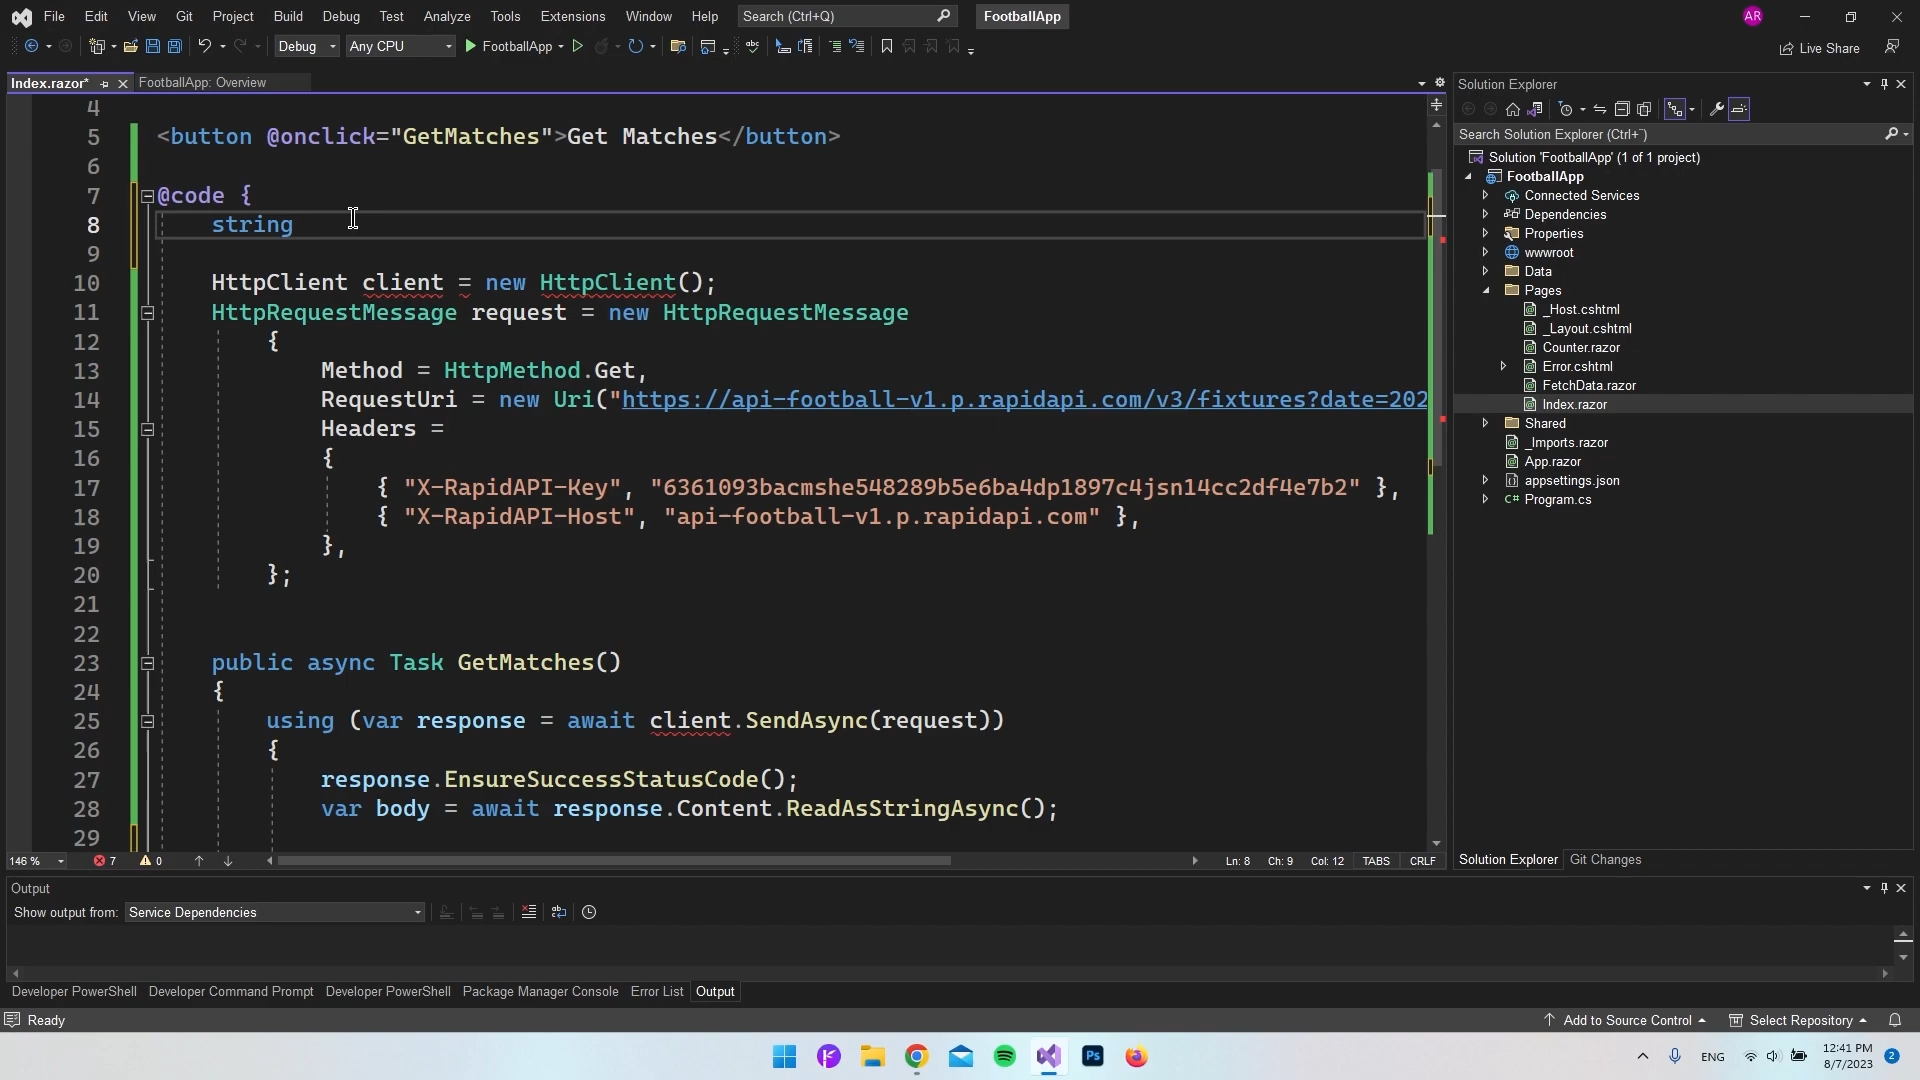 File Edit View Git Project Build Debug Test Analyze Tools Extensions Window Help Search (Ctrl+Q) FootballApp AR
Debug Any CPU FootballApp Live Share
Index.razor* FootballApp: Overview
4
5 <button @onclick="GetMatches">Get Matches</button>
6
7 @code {
8 string
9
10 HttpClient client = new HttpClient();
11 HttpRequestMessage request = new HttpRequestMessage
12 {
13 Method = HttpMethod.Get,
14 RequestUri = new Uri("https://api-football-v1.p.rapidapi.com/v3/fixtures?date=202
15 Headers =
16 {
17 { "X-RapidAPI-Key", "6361093bacmshe548289b5e6ba4dp1897c4jsn14cc2df4e7b2" },
18 { "X-RapidAPI-Host", "api-football-v1.p.rapidapi.com" },
19 },
20 };
21
22
23 public async Task GetMatches()
24 {
25 using (var response = await client.SendAsync(request))
26 {
27 response.EnsureSuccessStatusCode();
28 var body = await response.Content.ReadAsStringAsync();
29
146 % 7 0 Ln: 8 Ch: 9 Col: 12 TABS CRLF
Solution Explorer
Search Solution Explorer (Ctrl+¨)
Solution 'FootballApp' (1 of 1 project)
FootballApp
Connected Services
Dependencies
Properties
wwwroot
Data
Pages
_Host.cshtml
_Layout.cshtml
Counter.razor
Error.cshtml
FetchData.razor
Index.razor
Shared
_Imports.razor
App.razor
appsettings.json
C# Program.cs
Solution Explorer Git Changes
Output
Show output from: Service Dependencies
Developer PowerShell Developer Command Prompt Developer PowerShell Package Manager Console Error List Output
Ready Add to Source Control Select Repository
Ps ENG 12:41 PM
8/7/2023 2